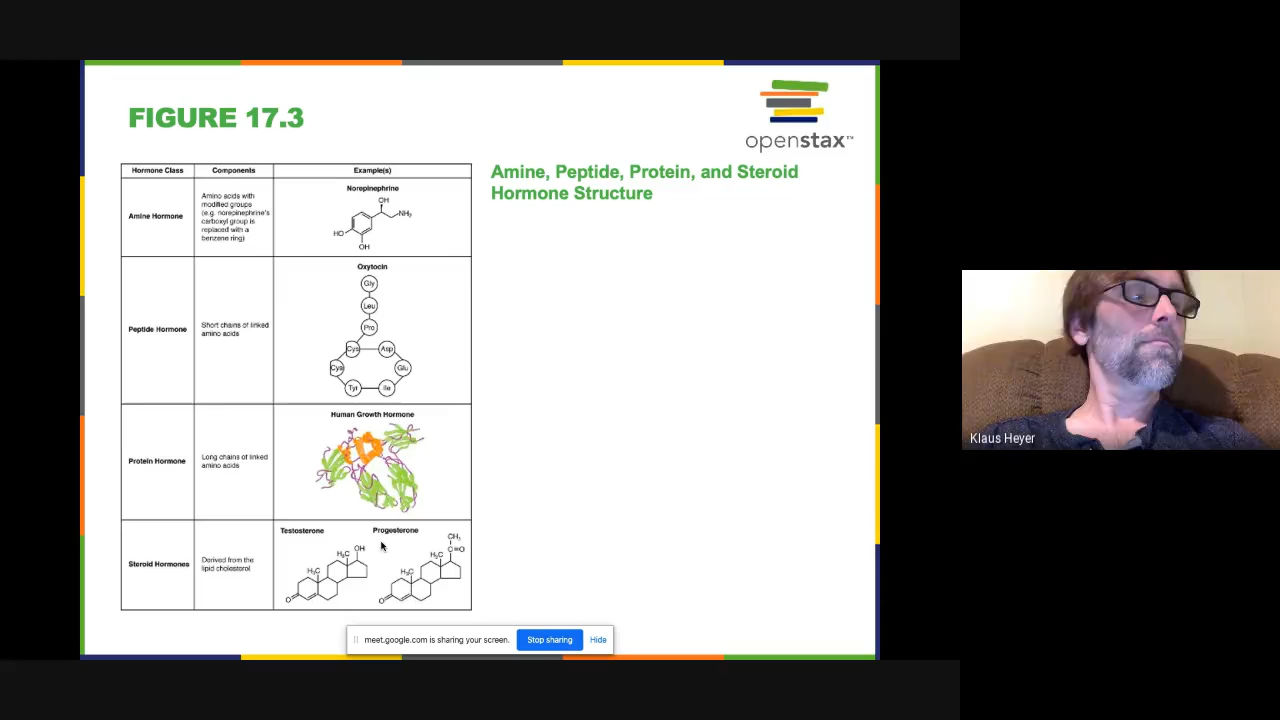 FIGURE 17.3
openstax™
Amine, Peptide, Protein, and Steroid
Hormone Structure
Hormone Class Components Example(s)
Amine Hormone
Amino acids with
modified groups
(e.g. norepinephrine's
carboxyl group is
replaced with a
benzene ring)
Norepinephrine
OH
NH₂
HO
OH
Peptide Hormone
Short chains of linked
amino acids
Oxytocin
Gly
Leu
Pro
Cys Asp
Cys Glu
Tyr Ile
Protein Hormone
Long chains of linked
amino acids
Human Growth Hormone
Steroid Hormones
Derived from the
lipid cholesterol
Testosterone
OH
H₃C
H₃C
O
Progesterone
CH₃
C=O
H₃C
H₃C
O
meet.google.com is sharing your screen. Stop sharing Hide
Klaus Heyer